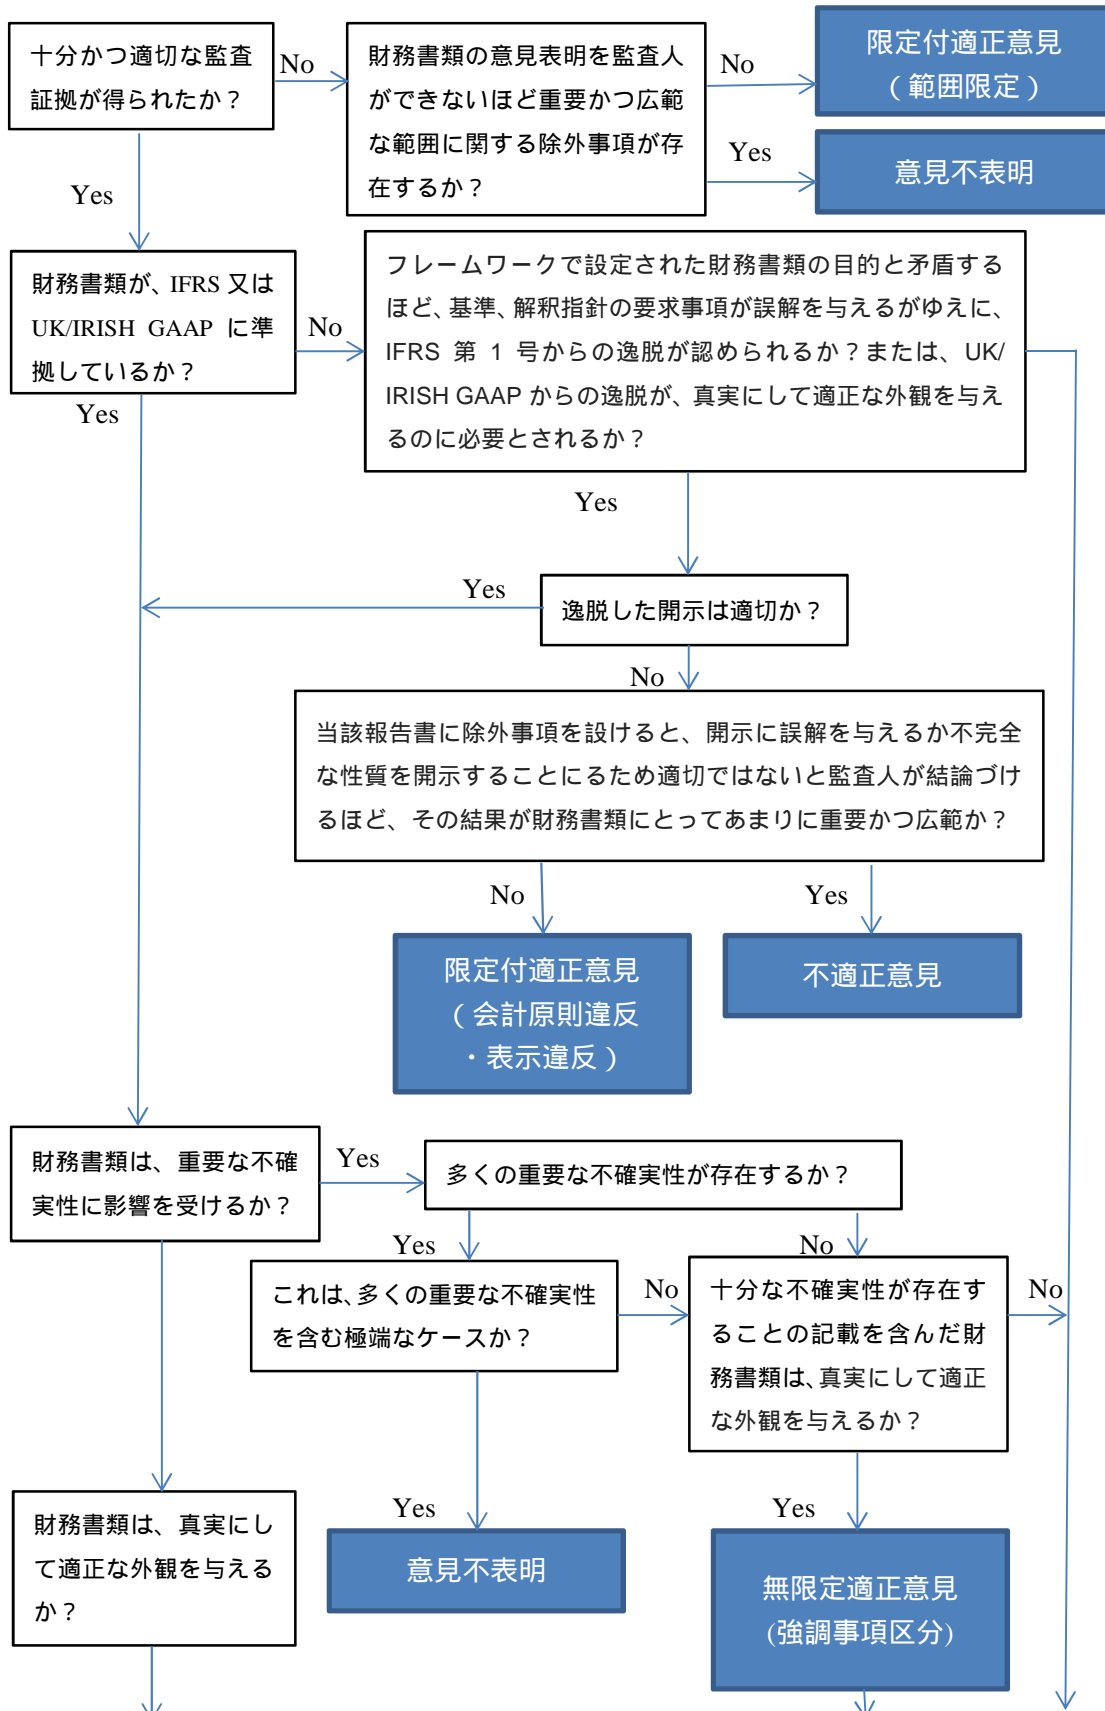 十分かつ適切な監査
証拠が得られたか？
No
財務書類の意見表明を監査人
ができないほど重要かつ広範
な範囲に関する除外事項が存
在するか？
No
限定付適正意見
（範囲限定）
Yes
意見不表明
Yes
財務書類が、IFRS 又は
UK/IRISH GAAP に準
拠しているか？
No
フレームワークで設定された財務書類の目的と矛盾する
ほど、基準、解釈指針の要求事項が誤解を与えるがゆえに、
IFRS 第 1 号からの逸脱が認められるか？または、UK/
IRISH GAAP からの逸脱が、真実にして適正な外観を与え
るのに必要とされるか？
Yes
Yes
Yes
逸脱した開示は適切か？
No
当該報告書に除外事項を設けると、開示に誤解を与えるか不完全
な性質を開示することにるため適切ではないと監査人が結論づけ
るほど、その結果が財務書類にとってあまりに重要かつ広範か？
No
Yes
限定付適正意見
（会計原則違反
・表示違反）
不適正意見
財務書類は、重要な不確
実性に影響を受けるか？
Yes
多くの重要な不確実性が存在するか？
Yes
No
これは、多くの重要な不確実性
を含む極端なケースか？
No
十分な不確実性が存在す
ることの記載を含んだ財
務書類は、真実にして適正
な外観を与えるか？
No
財務書類は、真実にし
て適正な外観を与える
か？
Yes
意見不表明
Yes
無限定適正意見
(強調事項区分)